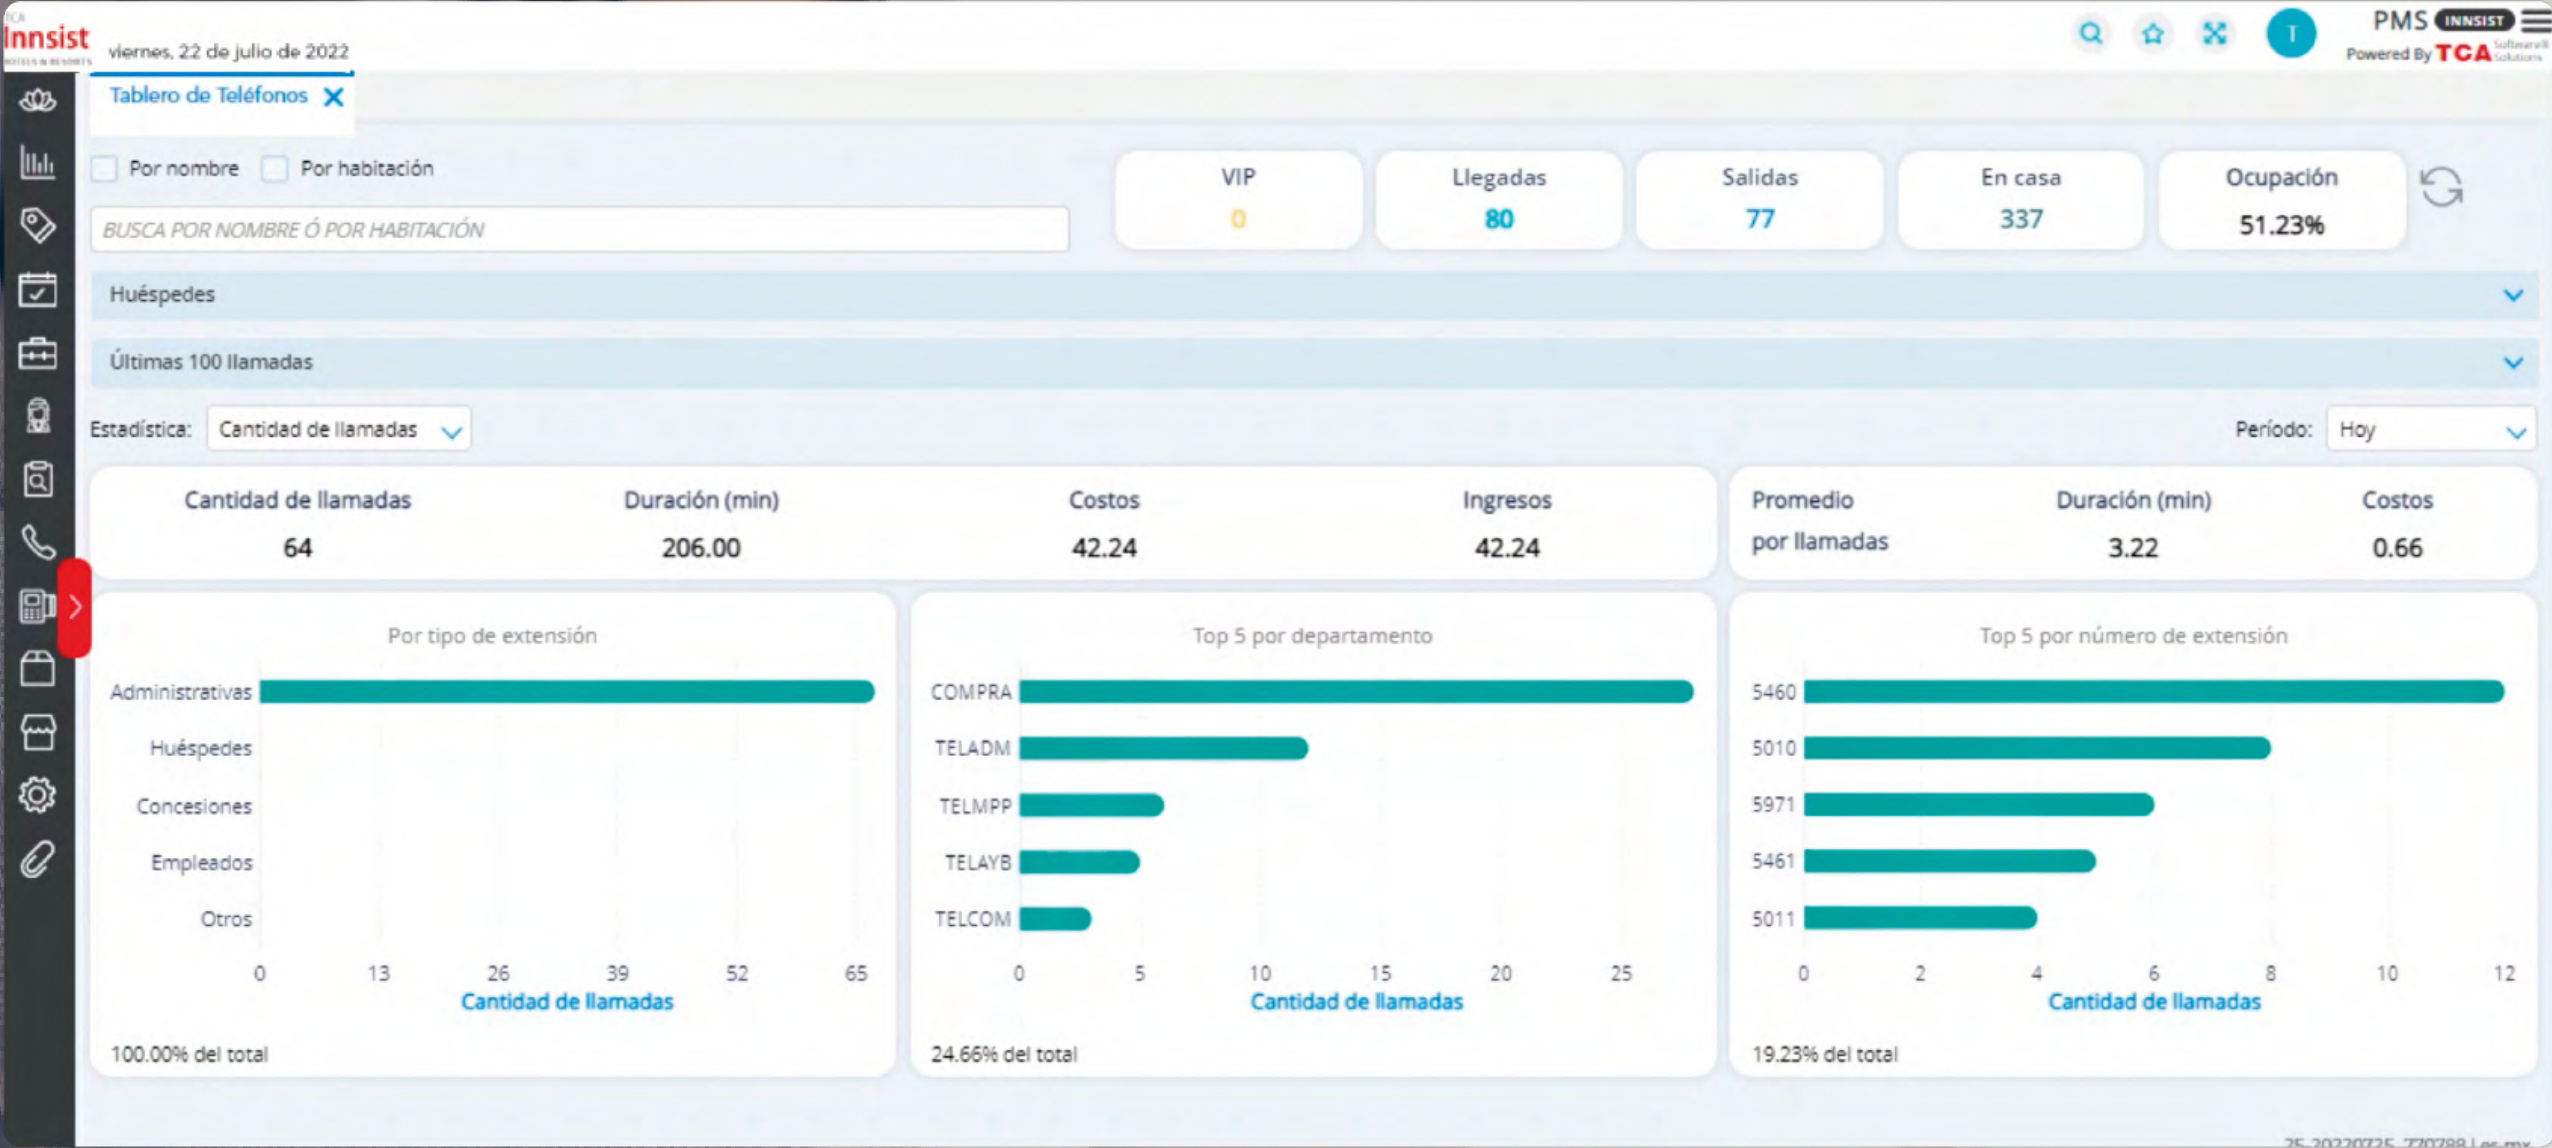 TCA
Innsist
HOTELS & RESORTS
viernes, 22 de julio de 2022
T
PMS INNSIST
Powered By TCA Software® Solutions
Tablero de Teléfonos
Por nombre Por habitación
BUSCA POR NOMBRE Ó POR HABITACIÓN
VIP
0
Llegadas
80
Salidas
77
En casa
337
Ocupación
51.23%
Huéspedes
Últimas 100 llamadas
Estadística: Cantidad de llamadas
Período: Hoy
Cantidad de llamadas
64
Duración (min)
206.00
Costos
42.24
Ingresos
42.24
Promedio
por llamadas
Duración (min)
3.22
Costos
0.66
Por tipo de extensión
Administrativas
Huéspedes
Concesiones
Empleados
Otros
0 13 26 39 52 65
Cantidad de llamadas
100.00% del total
Top 5 por departamento
COMPRA
TELADM
TELMPP
TELAYB
TELCOM
0 5 10 15 20 25
Cantidad de llamadas
24.66% del total
Top 5 por número de extensión
5460
5010
5971
5461
5011
0 2 4 6 8 10 12
Cantidad de llamadas
19.23% del total